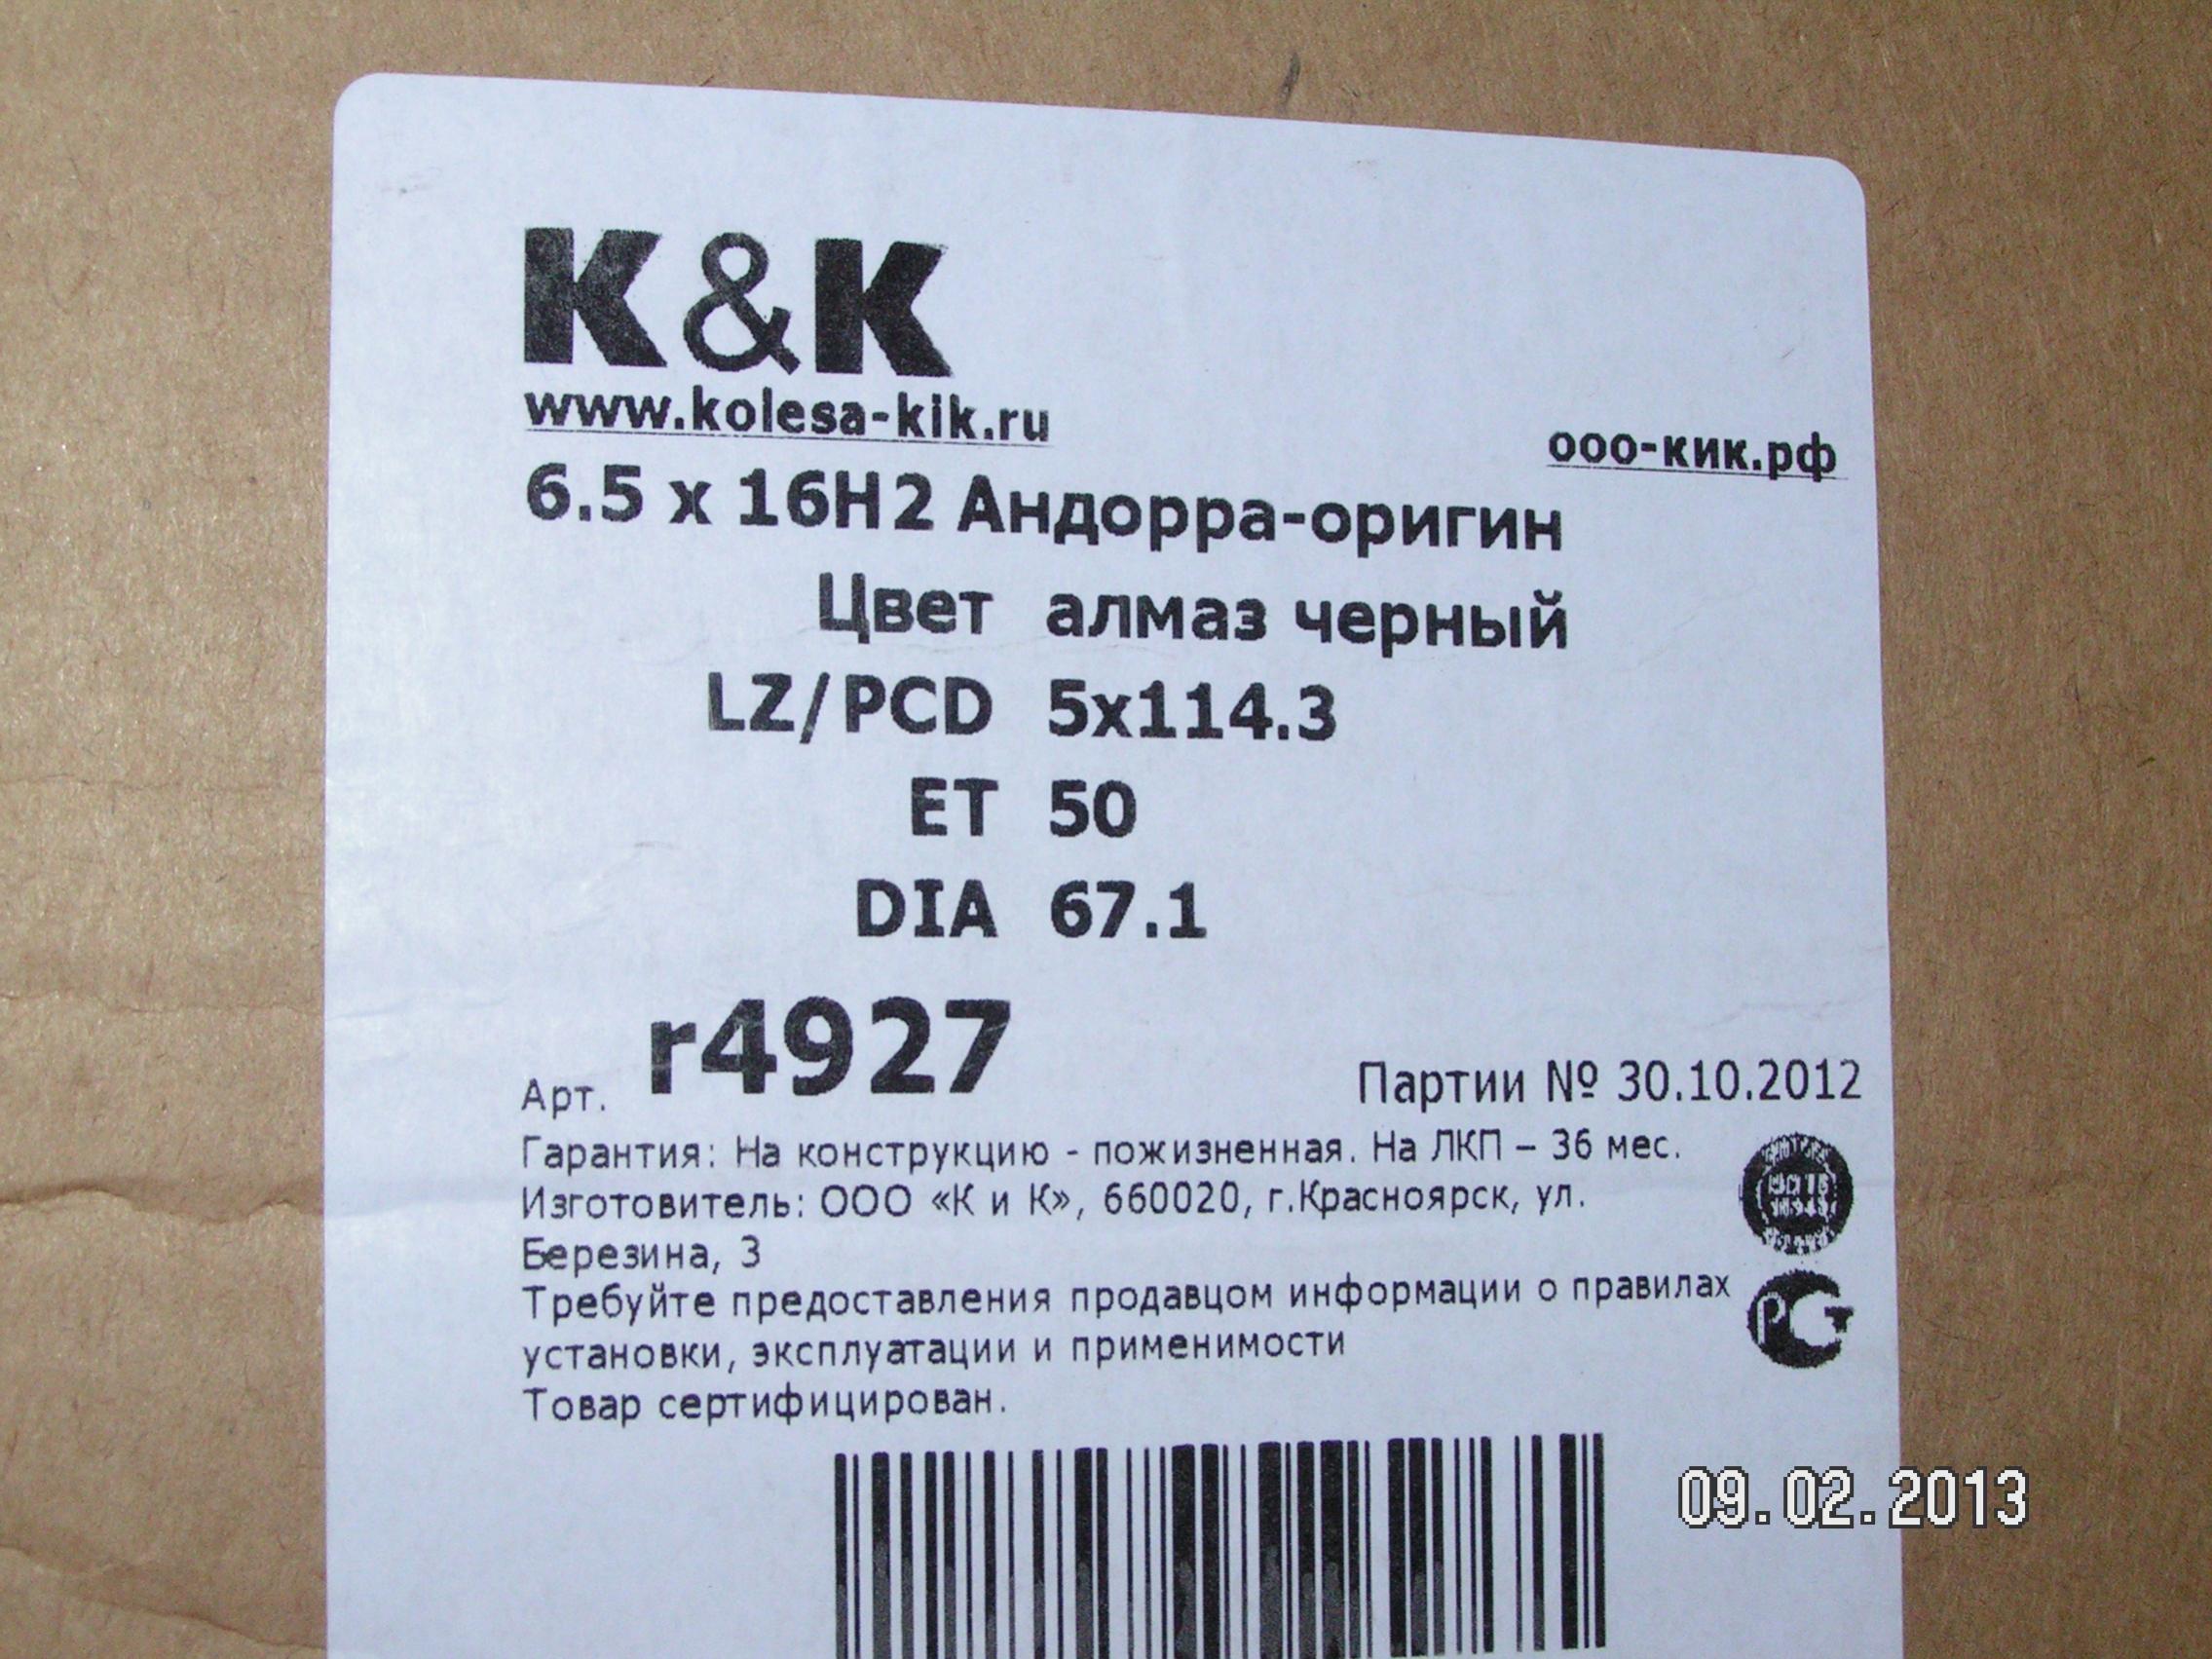 K&K
www.kolesa-kik.ru
ооо-кик.рф
6.5 x 16H2 Андорра-оригин
Цвет алмаз черный
LZ/PCD 5x114.3
ET 50
DIA 67.1
Арт. r4927
Партии № 30.10.2012
Гарантия: На конструкцию - пожизненная. На ЛКП – 36 мес.
Изготовитель: ООО «К и К», 660020, г.Красноярск, ул.
Березина, 3
Требуйте предоставления продавцом информации о правилах
установки, эксплуатации и применимости
Товар сертифицирован.
09.02.2013